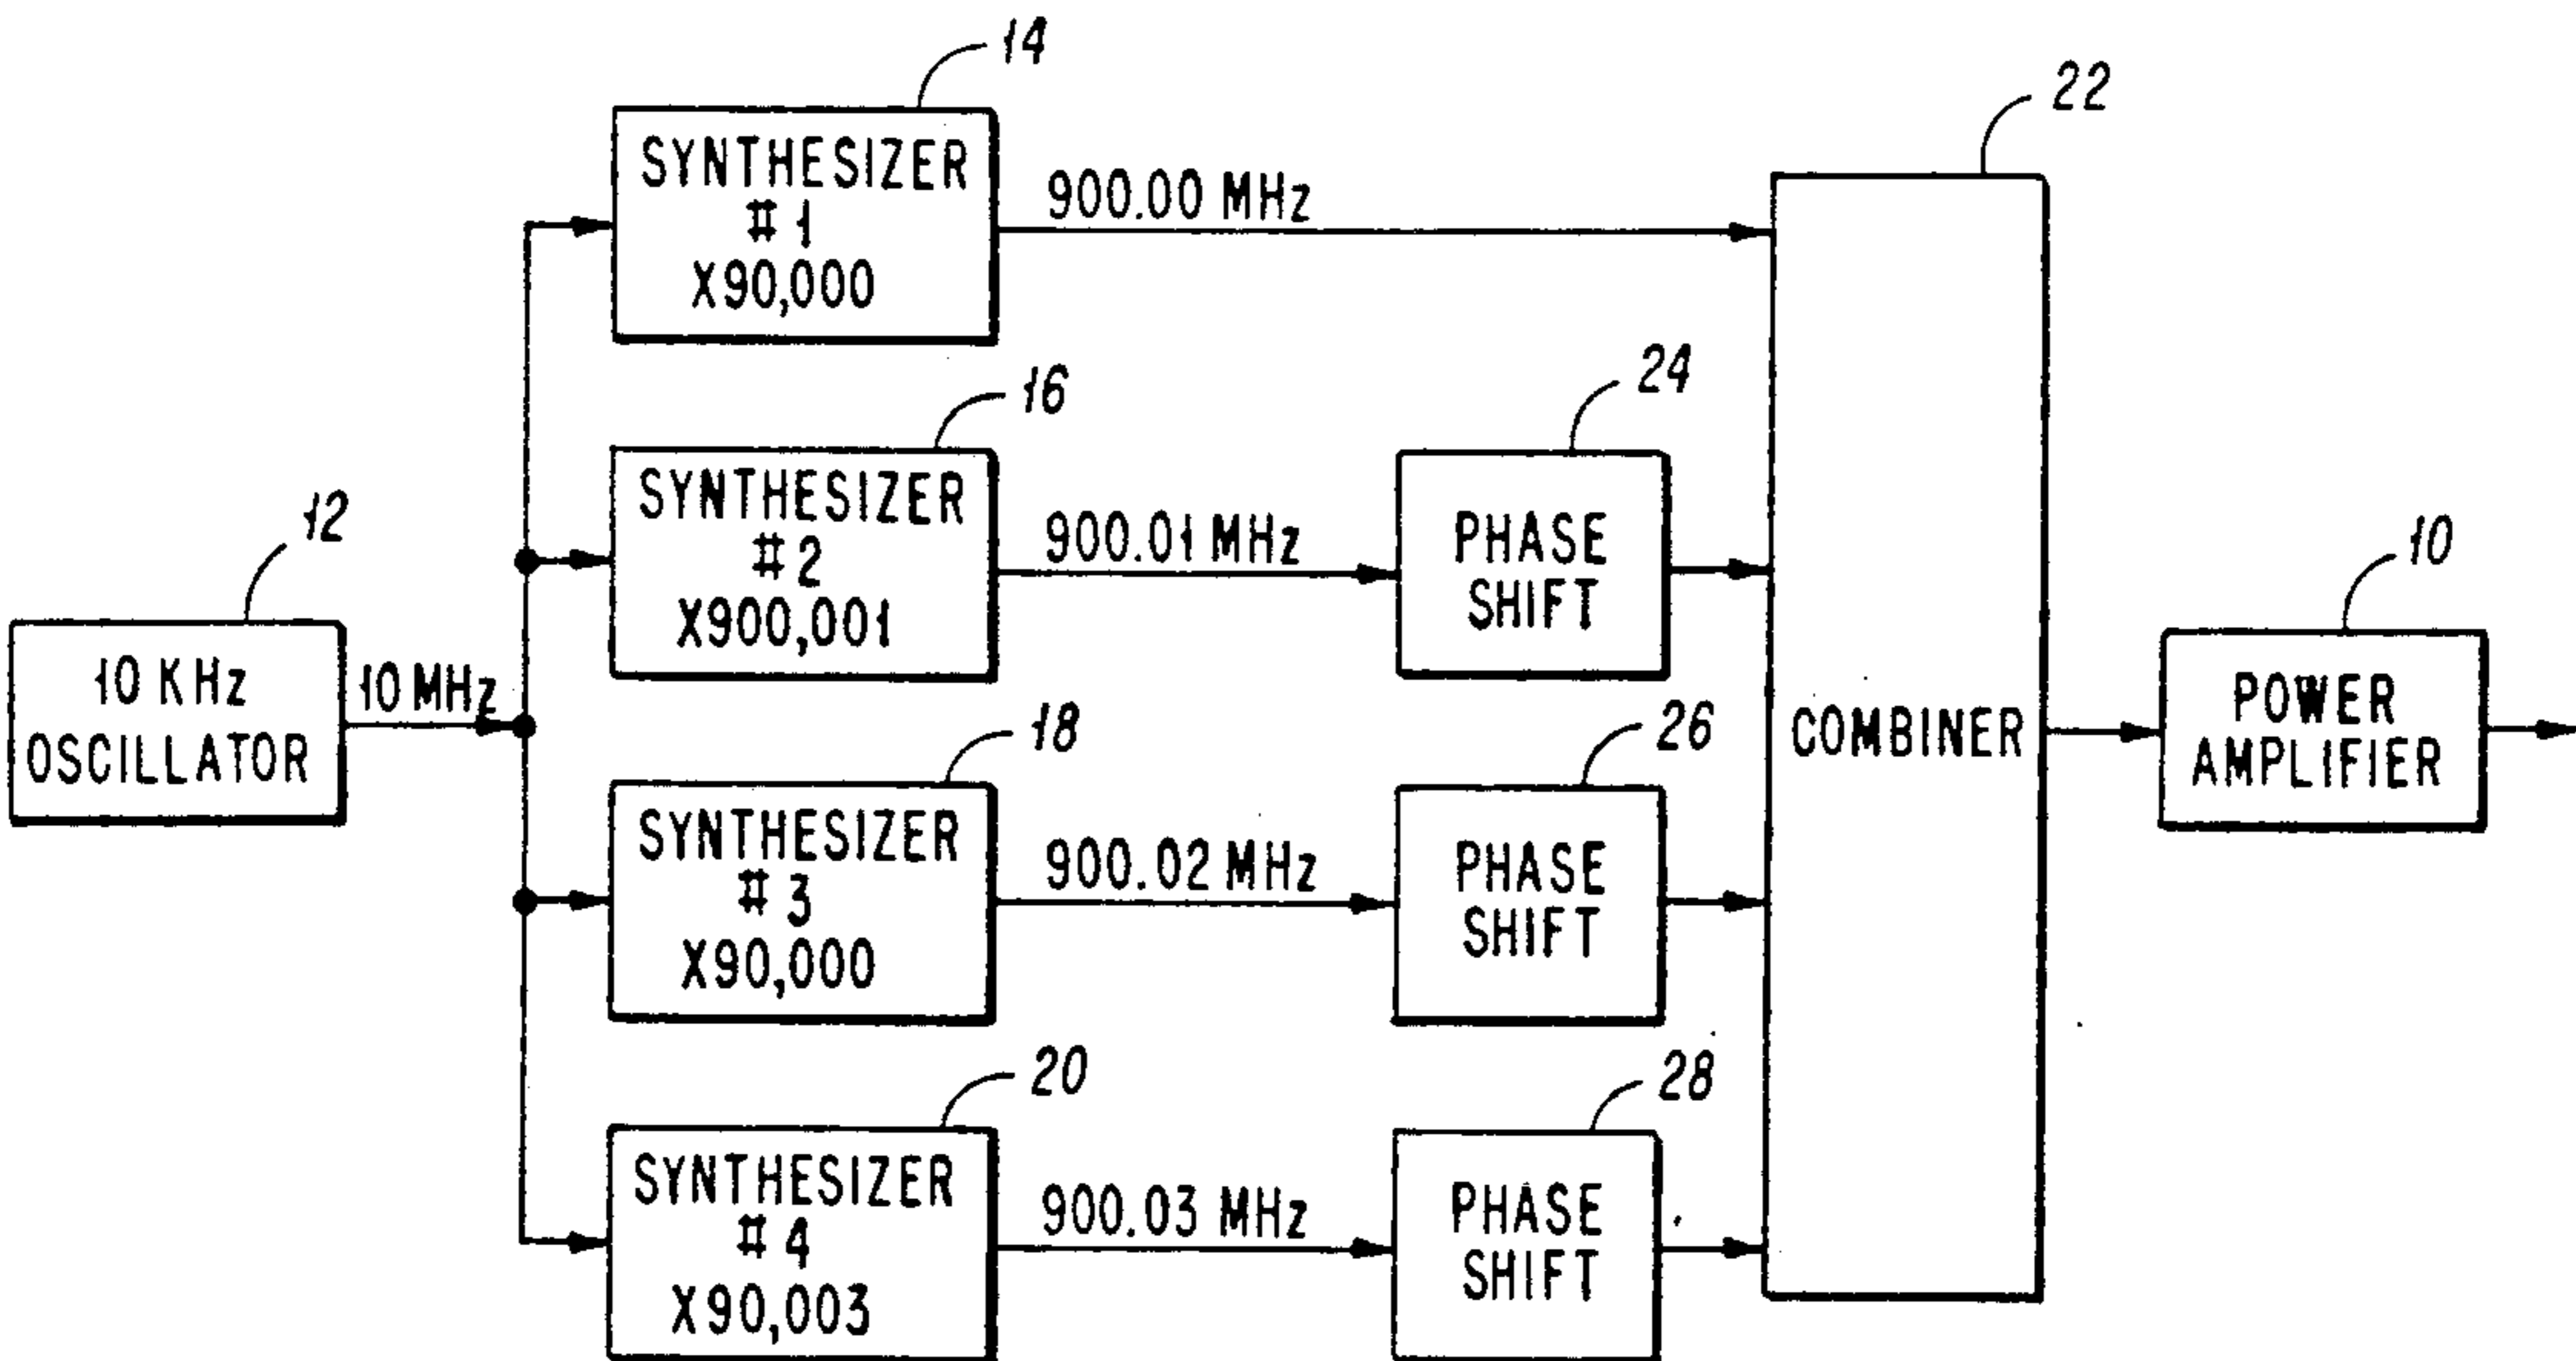 14
SYNTHESIZER
#1
X90,000
900.00 MHz
22
16
SYNTHESIZER
#2
X900,001
900.01 MHz
24
PHASE
SHIFT
12
10 KHz
OSCILLATOR
10 MHz
18
SYNTHESIZER
#3
X90,000
900.02 MHz
26
PHASE
SHIFT
COMBINER
10
POWER
AMPLIFIER
20
SYNTHESIZER
#4
X90,003
900.03 MHz
28
PHASE
SHIFT